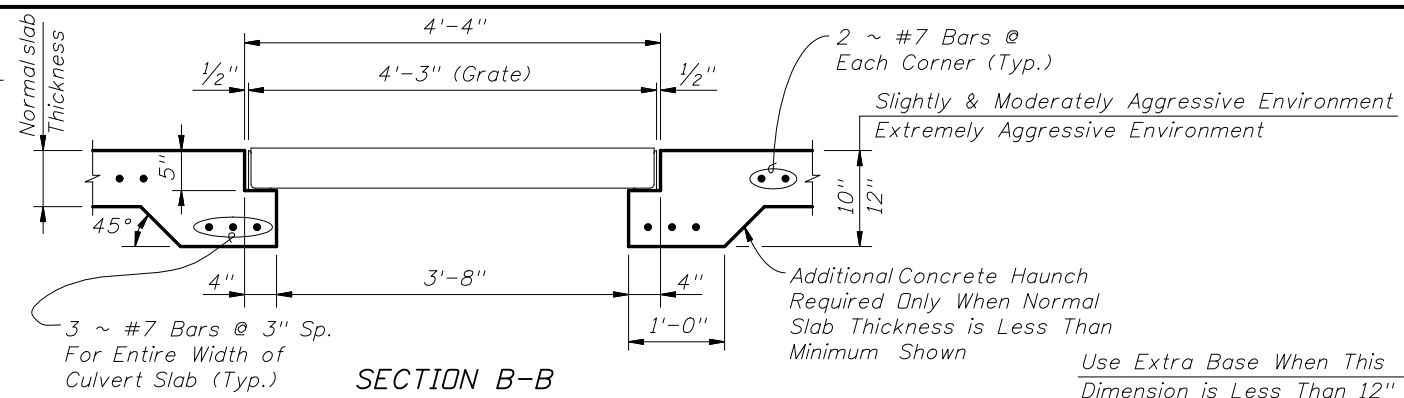 4'-4"
4'-3" (Grate)
1/2"
1/2"
Normal slab
Thickness
2 ~ #7 Bars @
Each Corner (Typ.)
Slightly & Moderately Aggressive Environment
Extremely Aggressive Environment
5"
10"
12"
45°
4"
3'-8"
4"
1'-0"
3 ~ #7 Bars @ 3" Sp.
For Entire Width of
Culvert Slab (Typ.)
Additional Concrete Haunch
Required Only When Normal
Slab Thickness is Less Than
Minimum Shown
SECTION B-B
Use Extra Base When This
Dimension is Less Than 12"